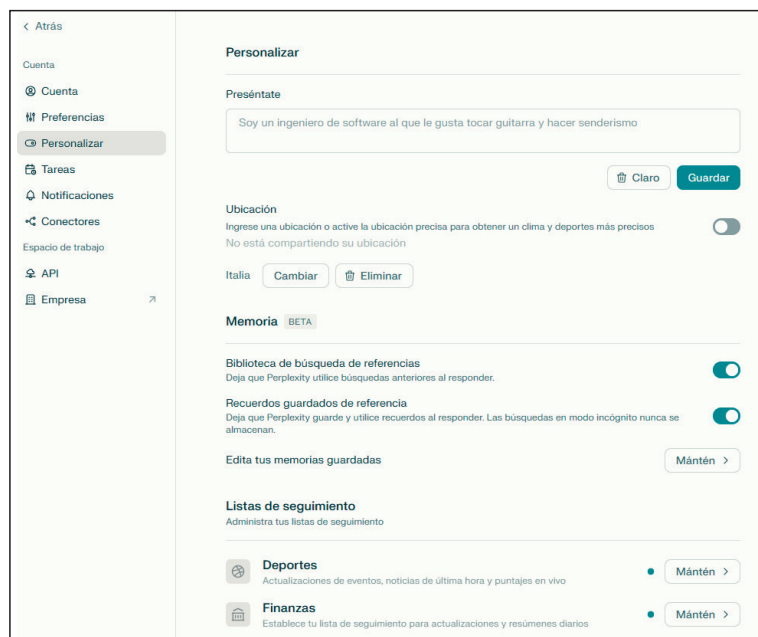 Atrás
Cuenta
Cuenta
Preferencias
Personalizar
Tareas
Notificaciones
Conectores
Espacio de trabajo
API
Empresa
Personalizar
Preséntate
Soy un ingeniero de software al que le gusta tocar guitarra y hacer senderismo
Claro
Guardar
Ubicación
Ingrese una ubicación o active la ubicación precisa para obtener un clima y deportes más precisos
No está compartiendo su ubicación
Italia
Cambiar
Eliminar
Memoria BETA
Biblioteca de búsqueda de referencias
Deja que Perplexity utilice búsquedas anteriores al responder.
Recuerdos guardados de referencia
Deja que Perplexity guarde y utilice recuerdos al responder. Las búsquedas en modo incógnito nunca se
almacenan.
Edita tus memorias guardadas
Mántén
Listas de seguimiento
Administra tus listas de seguimiento
Deportes
Actualizaciones de eventos, noticias de última hora y puntajes en vivo
Mántén
Finanzas
Establece tu lista de seguimiento para actualizaciones y resúmenes diarios
Mántén